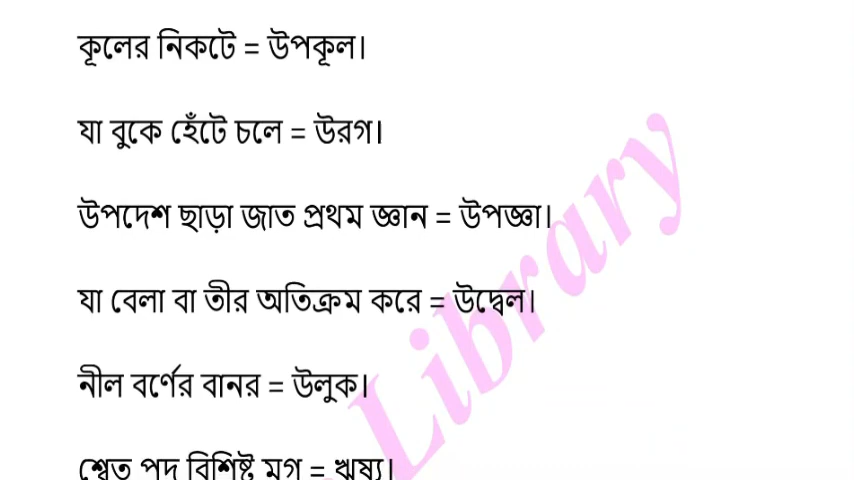 কূলের নিকটে = উপকূল।
যা বুকে হেঁটে চলে = উরগ।
উপদেশ ছাড়া জাত প্রথম জ্ঞান = উপজ্ঞা।
যা বেলা বা তীর অতিক্রম করে = উদ্বেল।
নীল বর্ণের বানর = উলুক।
শ্বেত পদ বিশিষ্ট মৃগ = ঋষ্য।
Library